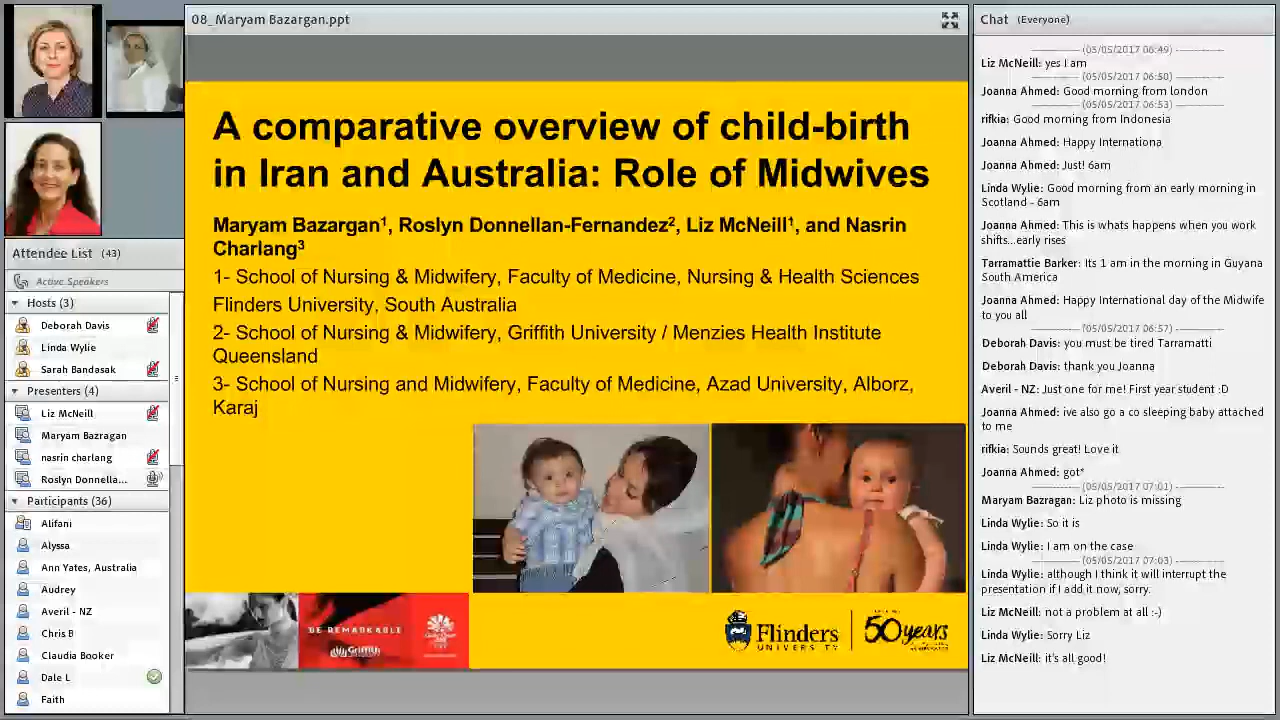 08_Maryam Bazargan.ppt
A comparative overview of child-birth
in Iran and Australia: Role of Midwives
Maryam Bazargan¹, Roslyn Donnellan-Fernandez², Liz McNeill¹, and Nasrin
Charlang³
1- School of Nursing & Midwifery, Faculty of Medicine, Nursing & Health Sciences
Flinders University, South Australia
2- School of Nursing & Midwifery, Griffith University / Menzies Health Institute
Queensland
3- School of Nursing and Midwifery, Faculty of Medicine, Azad University, Alborz,
Karaj
BE REMARKABLE
Griffith
Flinders
UNIVERSITY
50 years
Attendee List (43)
Active Speakers
Hosts (3)
Deborah Davis
Linda Wylie
Sarah Bandasak
Presenters (4)
Liz McNeill
Maryam Bazragan
nasrin charlang
Roslyn Donnella...
Participants (36)
Alifani
Alyssa
Ann Yates, Australia
Audrey
Averil - NZ
Chris B
Claudia Booker
Dale L
Faith
Chat (Everyone)
(05/05/2017 06:49)
Liz McNeill: yes I am
(05/05/2017 06:50)
Joanna Ahmed: Good morning from london
(05/05/2017 06:53)
rifkia: Good morning from Indonesia
Joanna Ahmed: Happy Internationa
Joanna Ahmed: Just! 6am
Linda Wylie: Good morning from an early morning in
Scotland - 6am
Joanna Ahmed: This is whats happens when you work
shifts...early rises
Tarramattie Barker: Its 1 am in the morning in Guyana
South America
Joanna Ahmed: Happy International day of the Midwife
to you all
(05/05/2017 06:57)
Deborah Davis: you must be tired Tarramatti
Deborah Davis: thank you Joanna
Averil - NZ: Just one for me! First year student :D
Joanna Ahmed: ive also go a co sleeping baby attached
to me
rifkia: Sounds great! Love it
Joanna Ahmed: got*
(05/05/2017 07:01)
Maryam Bazragan: Liz photo is missing
Linda Wylie: So it is
Linda Wylie: I am on the case
(05/05/2017 07:03)
Linda Wylie: although I think it will interrupt the
presentation if I add it now, sorry.
Liz McNeill: not a problem at all :-)
Linda Wylie: Sorry Liz
Liz McNeill: it's all good!